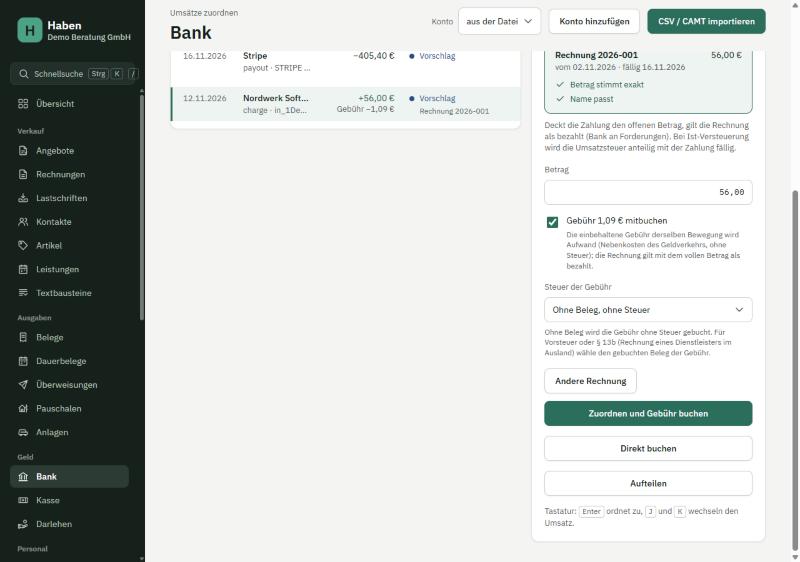 H
Haben
Demo Beratung GmbH
Schnellsuche Strg K /
Übersicht
Verkauf
Angebote
Rechnungen
Lastschriften
Kontakte
Artikel
Leistungen
Textbausteine
Ausgaben
Belege
Dauerbelege
Überweisungen
Pauschalen
Anlagen
Geld
Bank
Kasse
Darlehen
Personal
Umsätze zuordnen
Bank
Konto
aus der Datei
Konto hinzufügen
CSV / CAMT importieren
16.11.2026 Stripe −405,40 € Vorschlag
payout · STRIPE ...
12.11.2026 Nordwerk Soft... +56,00 € Vorschlag
charge · in_1De... Gebühr −1,09 € Rechnung 2026-001
Rechnung 2026-001 56,00 €
vom 02.11.2026 · fällig 16.11.2026
Betrag stimmt exakt
Name passt
Deckt die Zahlung den offenen Betrag, gilt die Rechnung
als bezahlt (Bank an Forderungen). Bei Ist-Versteuerung
wird die Umsatzsteuer anteilig mit der Zahlung fällig.
Betrag
56,00
Gebühr 1,09 € mitbuchen
Die einbehaltene Gebühr derselben Bewegung wird
Aufwand (Nebenkosten des Geldverkehrs, ohne
Steuer); die Rechnung gilt mit dem vollen Betrag als
bezahlt.
Steuer der Gebühr
Ohne Beleg, ohne Steuer
Ohne Beleg wird die Gebühr ohne Steuer gebucht. Für
Vorsteuer oder § 13b (Rechnung eines Dienstleisters im
Ausland) wähle den gebuchten Beleg der Gebühr.
Andere Rechnung
Zuordnen und Gebühr buchen
Direkt buchen
Aufteilen
Tastatur: Enter ordnet zu, J und K wechseln den
Umsatz.